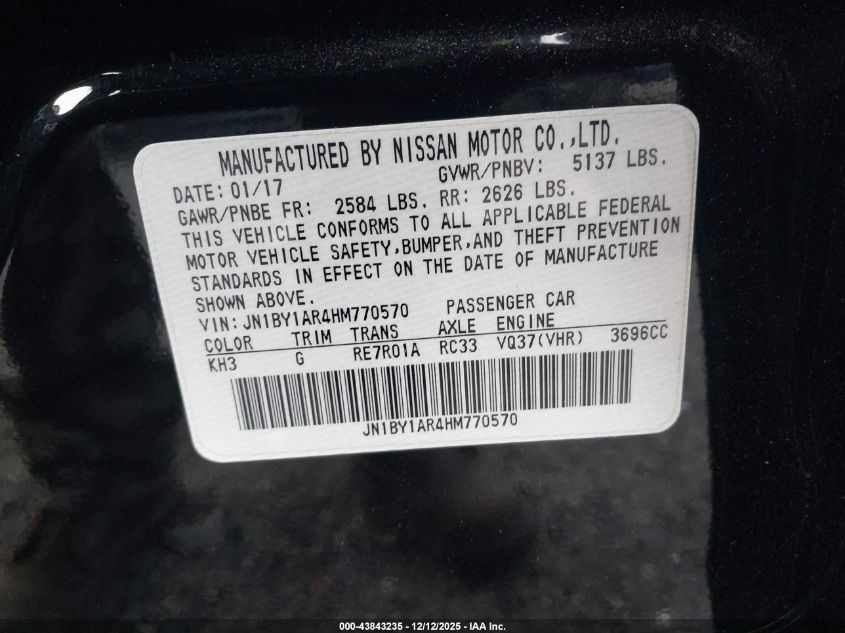 MANUFACTURED BY NISSAN MOTOR CO.,LTD.
DATE: 01/17 GVWR/PNBV: 5137 LBS.
GAWR/PNBE FR: 2584 LBS. RR: 2626 LBS.
THIS VEHICLE CONFORMS TO ALL APPLICABLE FEDERAL
MOTOR VEHICLE SAFETY,BUMPER,AND THEFT PREVENTION
STANDARDS IN EFFECT ON THE DATE OF MANUFACTURE
SHOWN ABOVE.
VIN:JN1BY1AR4HM770570 PASSENGER CAR
COLOR TRIM TRANS AXLE ENGINE
KH3 G RE7R01A RC33 VQ37(VHR) 3696CC
JN1BY1AR4HM770570
000-43843235 - 12/12/2025 - IAA Inc.